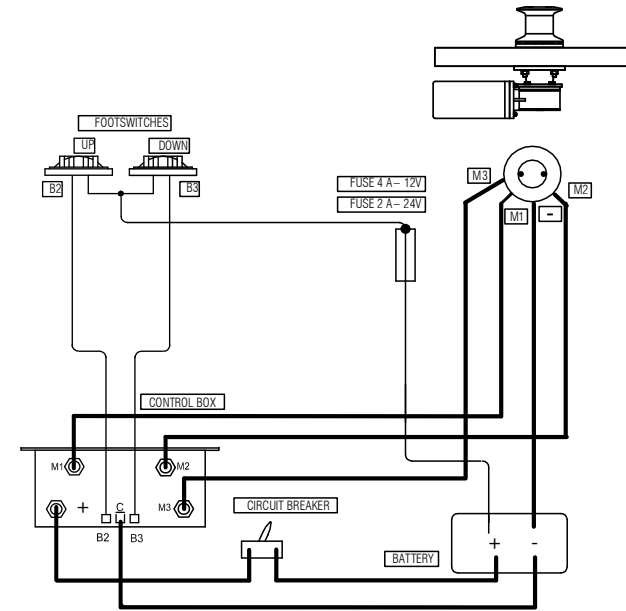 FOOTSWITCHES
UP
DOWN
B2
B3
FUSE 4 A– 12V
FUSE 2 A– 24V
M3
M2
M1
-
CONTROL BOX
M1
M2
+
C
M3
B2
B3
CIRCUIT BREAKER
BATTERY
+
-